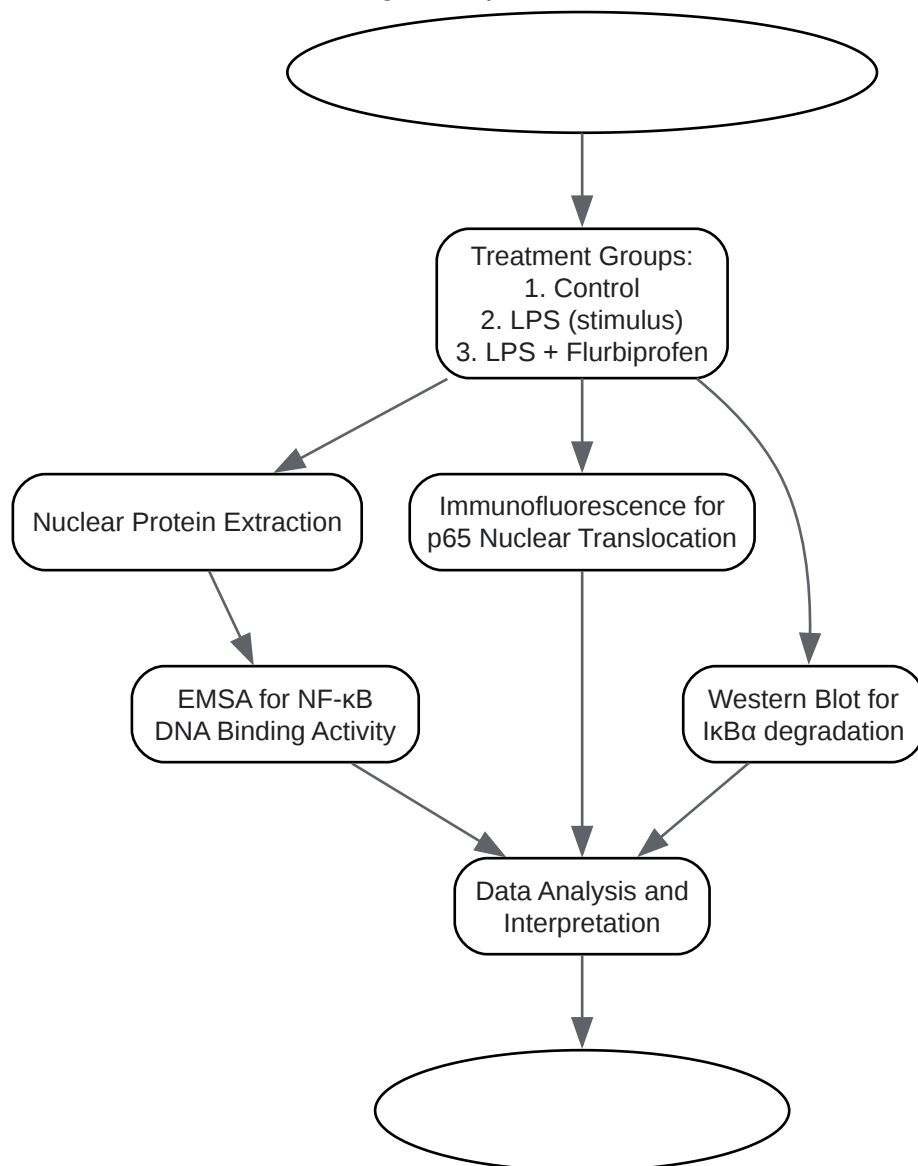 Treatment Groups:
1. Control
2. LPS (stimulus)
3. LPS + Flurbiprofen
Nuclear Protein Extraction
Immunofluorescence for
p65 Nuclear Translocation
EMSA for NF-κB
DNA Binding Activity
Western Blot for
IκBα degradation
Data Analysis and
Interpretation